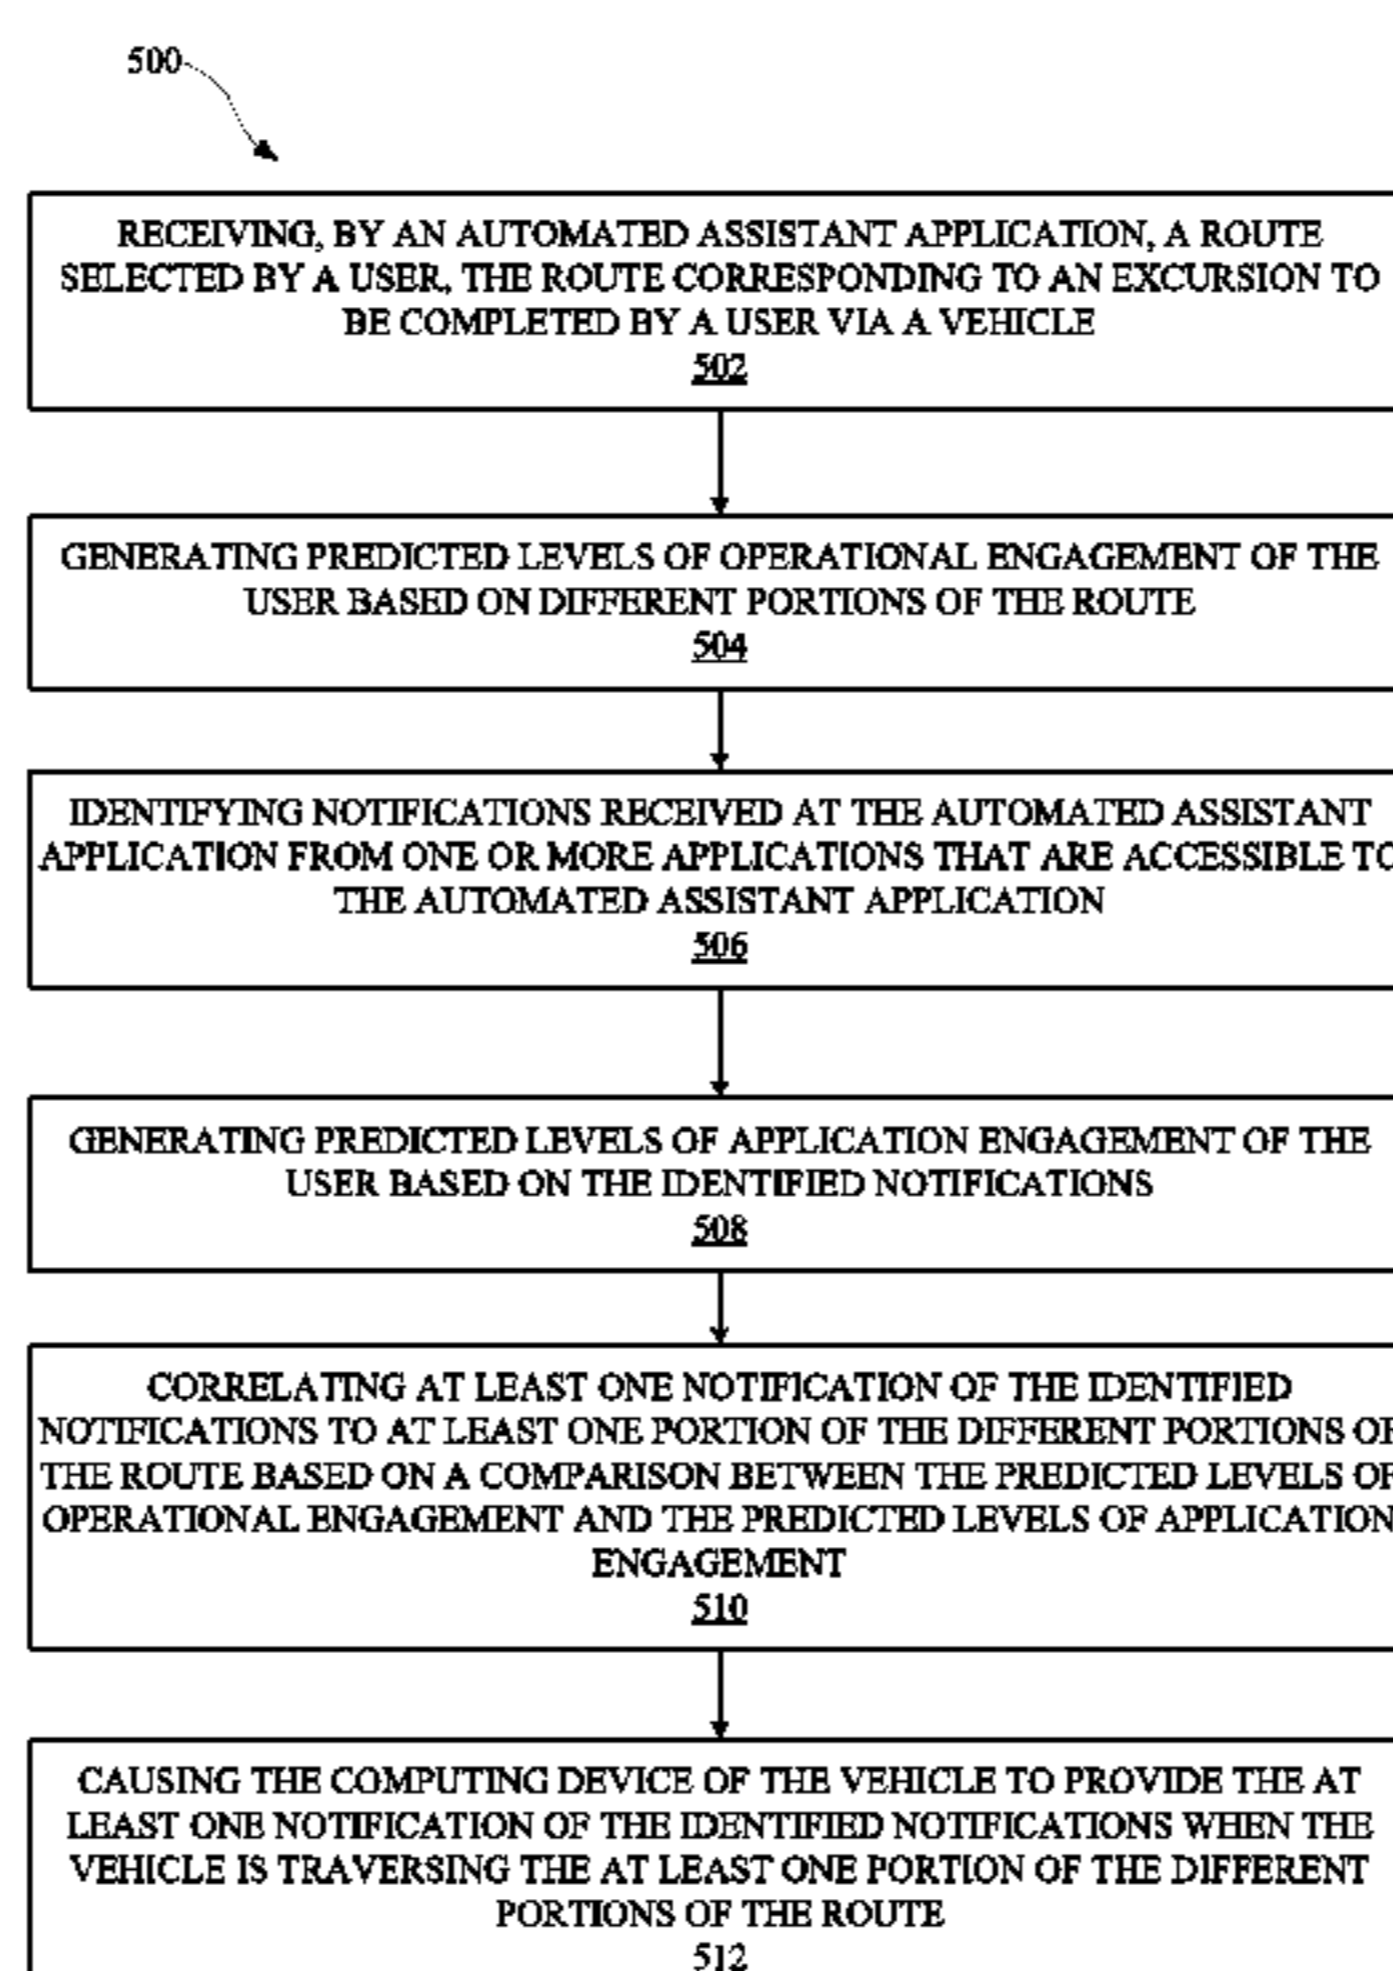 500
RECEIVING, BY AN AUTOMATED ASSISTANT APPLICATION, A ROUTE
SELECTED BY A USER, THE ROUTE CORRESPONDING TO AN EXCURSION TO
BE COMPLETED BY A USER VIA A VEHICLE
502
GENERATING PREDICTED LEVELS OF OPERATIONAL ENGAGEMENT OF THE
USER BASED ON DIFFERENT PORTIONS OF THE ROUTE
504
IDENTIFYING NOTIFICATIONS RECEIVED AT THE AUTOMATED ASSISTANT
APPLICATION FROM ONE OR MORE APPLICATIONS THAT ARE ACCESSIBLE TO
THE AUTOMATED ASSISTANT APPLICATION
506
GENERATING PREDICTED LEVELS OF APPLICATION ENGAGEMENT OF THE
USER BASED ON THE IDENTIFIED NOTIFICATIONS
508
CORRELATING AT LEAST ONE NOTIFICATION OF THE IDENTIFIED
NOTIFICATIONS TO AT LEAST ONE PORTION OF THE DIFFERENT PORTIONS OF
THE ROUTE BASED ON A COMPARISON BETWEEN THE PREDICTED LEVELS OF
OPERATIONAL ENGAGEMENT AND THE PREDICTED LEVELS OF APPLICATION
ENGAGEMENT
510
CAUSING THE COMPUTING DEVICE OF THE VEHICLE TO PROVIDE THE AT
LEAST ONE NOTIFICATION OF THE IDENTIFIED NOTIFICATIONS WHEN THE
VEHICLE IS TRAVERSING THE AT LEAST ONE PORTION OF THE DIFFERENT
PORTIONS OF THE ROUTE
512